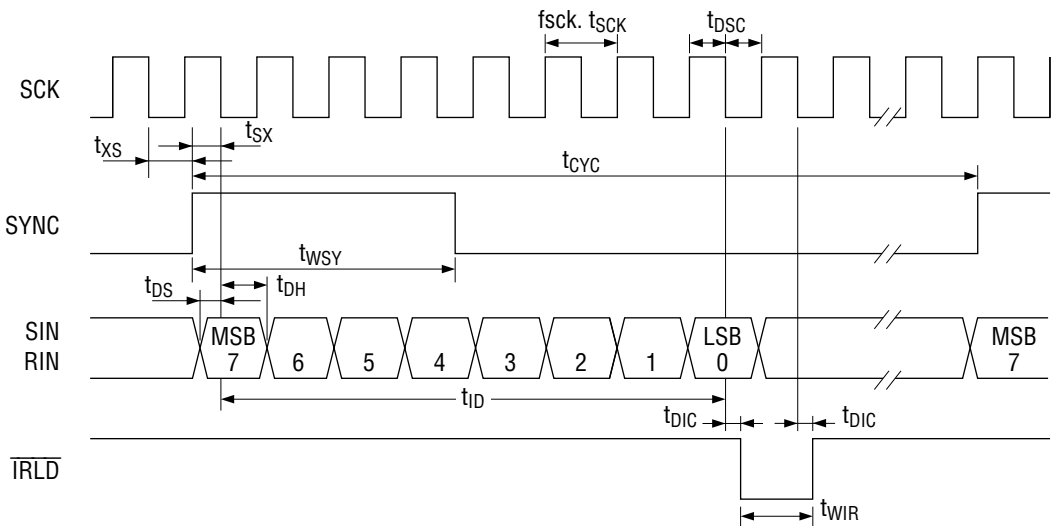 fsck. tSCK
tDSC
SCK
tXS
tSX
tCYC
SYNC
tWSY
tDS
tDH
SIN
RIN
MSB
7
6
5
4
3
2
1
LSB
0
MSB
7
tID
tDIC
tDIC
IRLD
tWIR